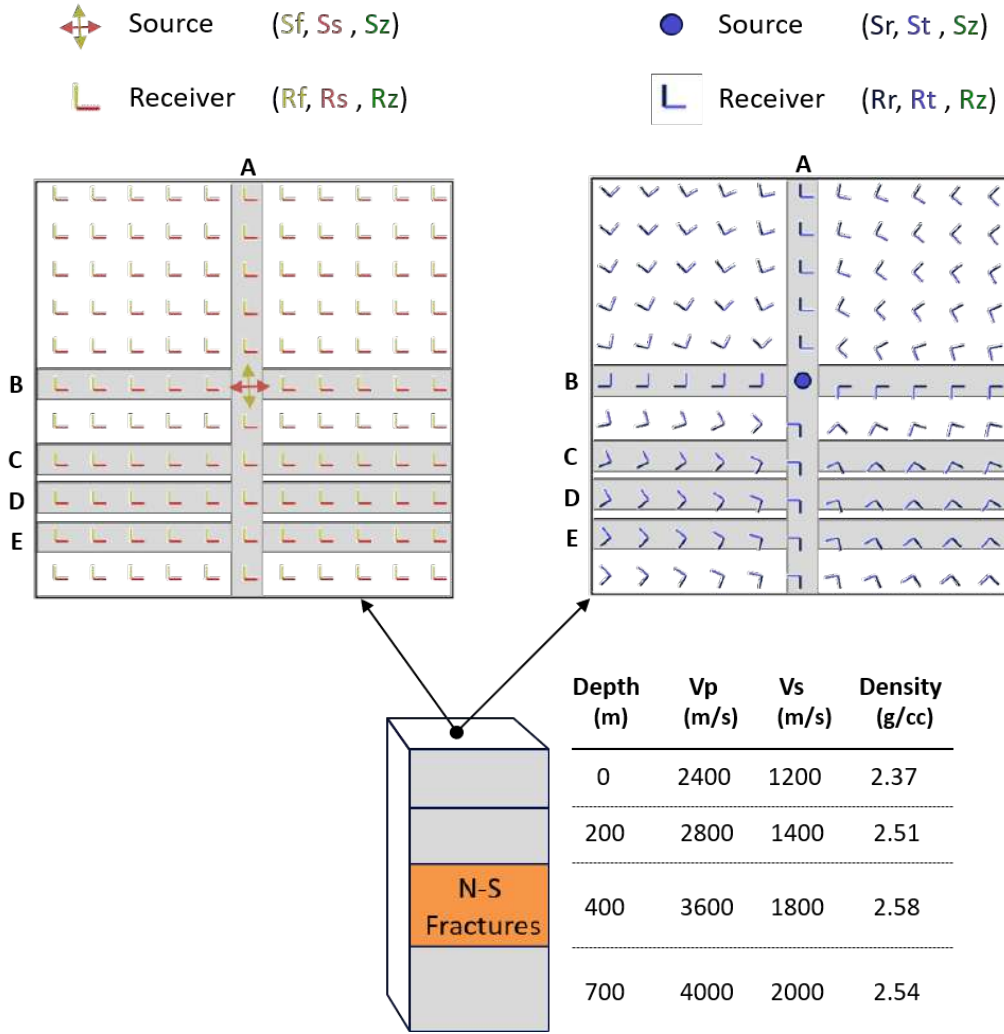 Source (Sf, Ss , Sz)
Receiver (Rf, Rs , Rz)
Source (Sr, St , Sz)
Receiver (Rr, Rt , Rz)
A
B
C
D
E
A
B
C
D
E
N-S
Fractures
Depth Vp Vs Density
(m) (m/s) (m/s) (g/cc)
0 2400 1200 2.37
200 2800 1400 2.51
400 3600 1800 2.58
700 4000 2000 2.54